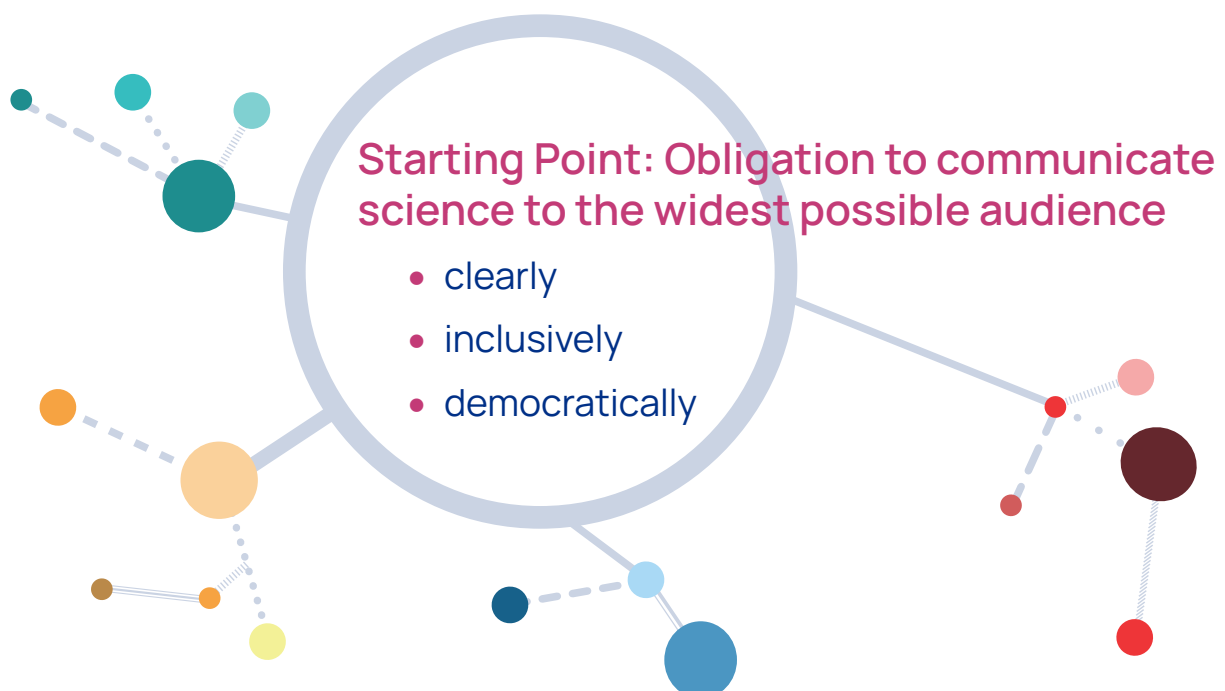 Starting Point: Obligation to communicate
science to the widest possible audience
• clearly
• inclusively
• democratically